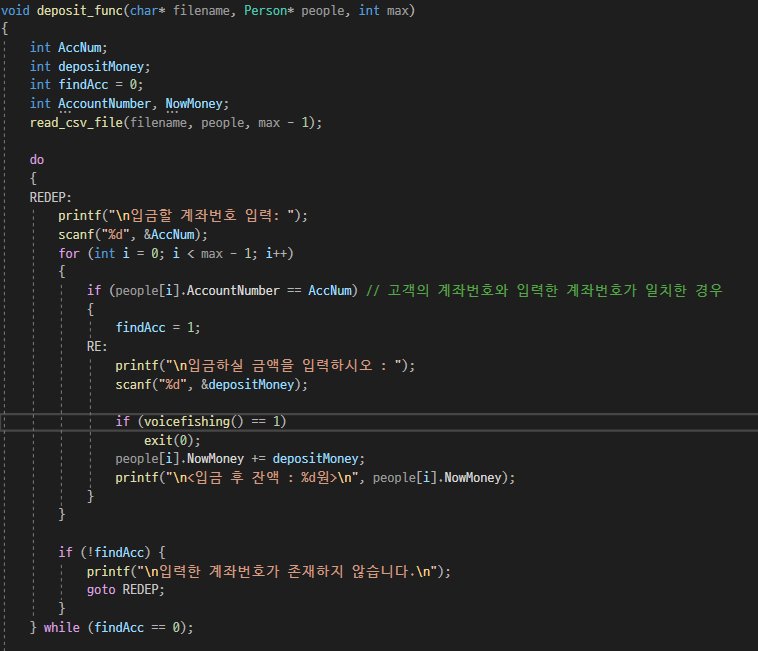 void deposit_func(char* filename, Person* people, int max)
{
    int AccNum;
    int depositMoney;
    int findAcc = 0;
    int AccountNumber, NowMoney;
    read_csv_file(filename, people, max - 1);

    do
    {
    REDEP:
        printf("\n입금할 계좌번호 입력: ");
        scanf("%d", &AccNum);
        for (int i = 0; i < max - 1; i++)
        {
            if (people[i].AccountNumber == AccNum) // 고객의 계좌번호와 입력한 계좌번호가 일치한 경우
            {
                findAcc = 1;
            RE:
                printf("\n입금하실 금액을 입력하시오 : ");
                scanf("%d", &depositMoney);

                if (voicefishing() == 1)
                    exit(0);
                people[i].NowMoney += depositMoney;
                printf("\n<입금 후 잔액 : %d원>\n", people[i].NowMoney);
            }
        }

        if (!findAcc) {
            printf("\n입력한 계좌번호가 존재하지 않습니다.\n");
            goto REDEP;
        }
    } while (findAcc == 0);